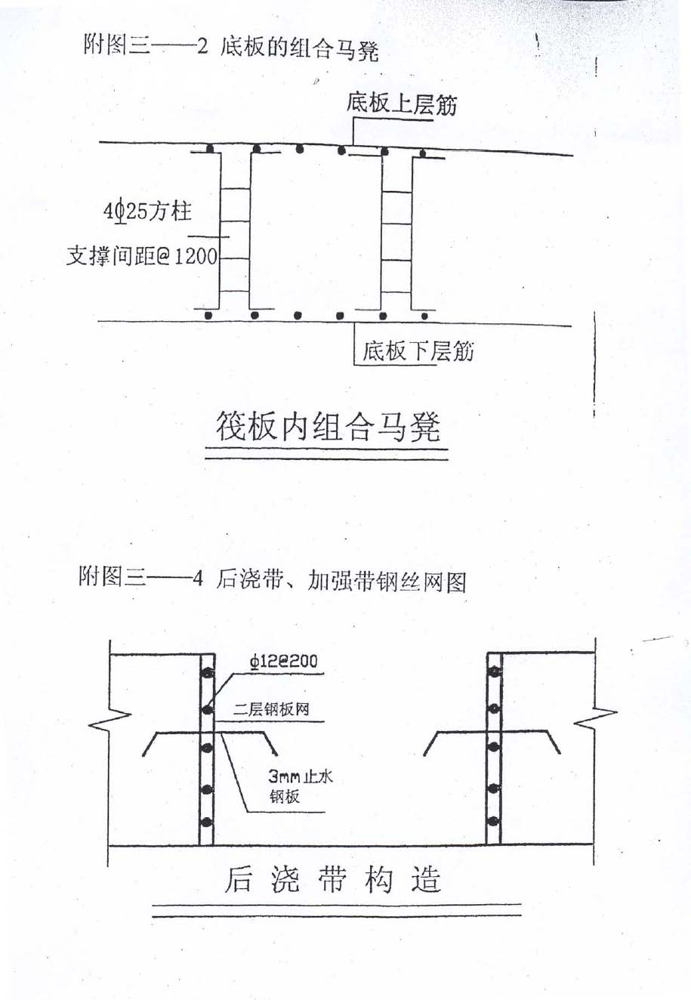 附图三——2 底板的组合马凳
底板上层筋
4ϕ25方柱
支撑间距@1200
底板下层筋
筏板内组合马凳
附图三——4 后浇带、加强带钢丝网图
ϕ12@200
二层钢板网
3mm止水
钢板
后浇带构造